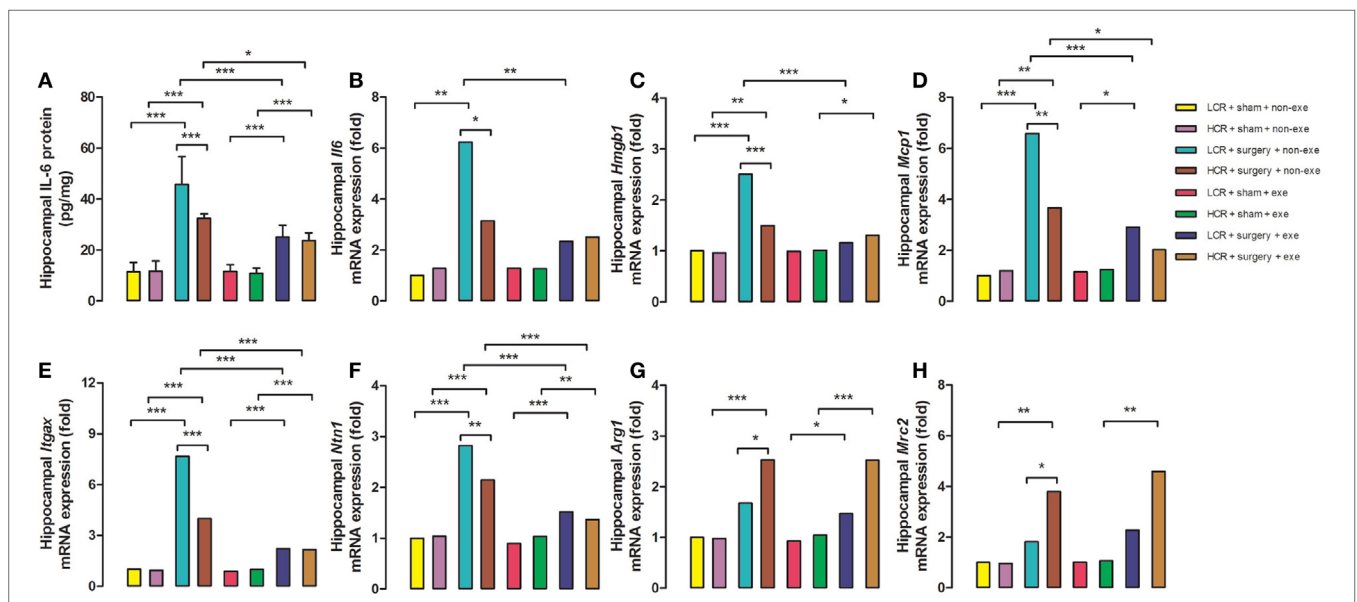 A
Hippocampal IL-6 protein
(pg/mg)
80
60
40
20
0
***
***
***
***
***
***
*
B
Hippocampal Il6
mRNA expression (fold)
8
6
4
2
0
**
*
**
C
Hippocampal Hmgb1
mRNA expression (fold)
4
3
2
1
0
***
**
***
*
***
D
Hippocampal Mcp1
mRNA expression (fold)
8
6
4
2
0
***
**
**
*
***
*
LCR + sham + non-exe
HCR + sham + non-exe
LCR + surgery + non-exe
HCR + surgery + non-exe
LCR + sham + exe
HCR + sham + exe
LCR + surgery + exe
HCR + surgery + exe
E
Hippocampal Itgax
mRNA expression (fold)
12
9
6
3
0
***
***
***
***
***
***
***
F
Hippocampal Ntn1
mRNA expression (fold)
4
3
2
1
0
***
***
**
***
**
***
***
G
Hippocampal Arg1
mRNA expression (fold)
4
3
2
1
0
***
*
*
***
H
Hippocampal Mrc2
mRNA expression (fold)
8
6
4
2
0
**
*
**